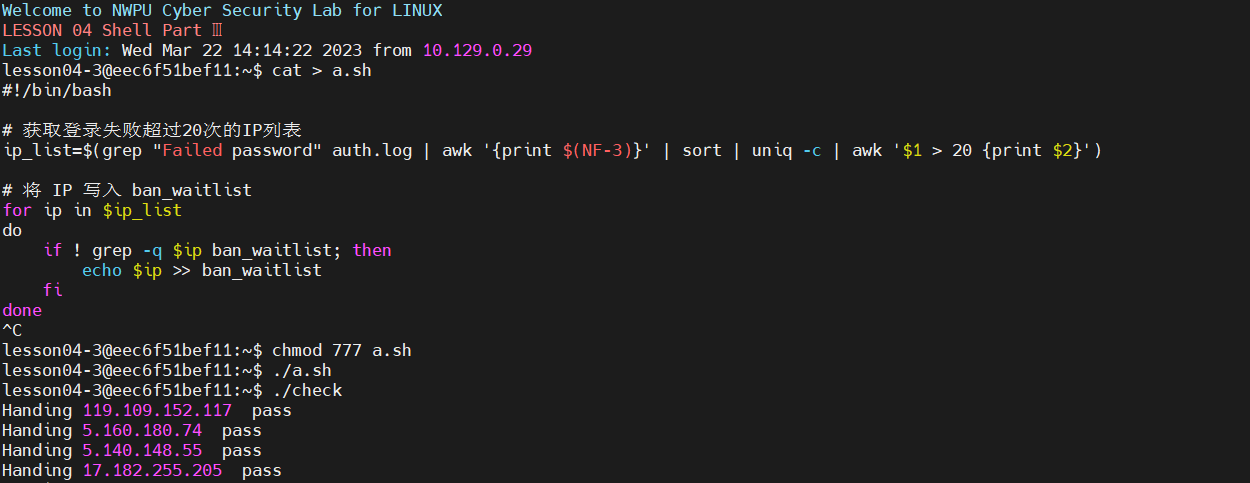 Welcome to NWPU Cyber Security Lab for LINUX
LESSON 04 Shell Part Ⅲ
Last login: Wed Mar 22 14:14:22 2023 from 10.129.0.29
lesson04-3@eec6f51bef11:~$ cat > a.sh
#!/bin/bash
# 获取登录失败超过20次的IP列表
ip_list=$(grep "Failed password" auth.log | awk '{print $(NF-3)}' | sort | uniq -c | awk '$1 > 20 {print $2}')
# 将 IP 写入 ban_waitlist
for ip in $ip_list
do
    if ! grep -q $ip ban_waitlist; then
        echo $ip >> ban_waitlist
    fi
done
^C
lesson04-3@eec6f51bef11:~$ chmod 777 a.sh
lesson04-3@eec6f51bef11:~$ ./a.sh
lesson04-3@eec6f51bef11:~$ ./check
Handing 119.109.152.117  pass
Handing 5.160.180.74  pass
Handing 5.140.148.55  pass
Handing 17.182.255.205  pass